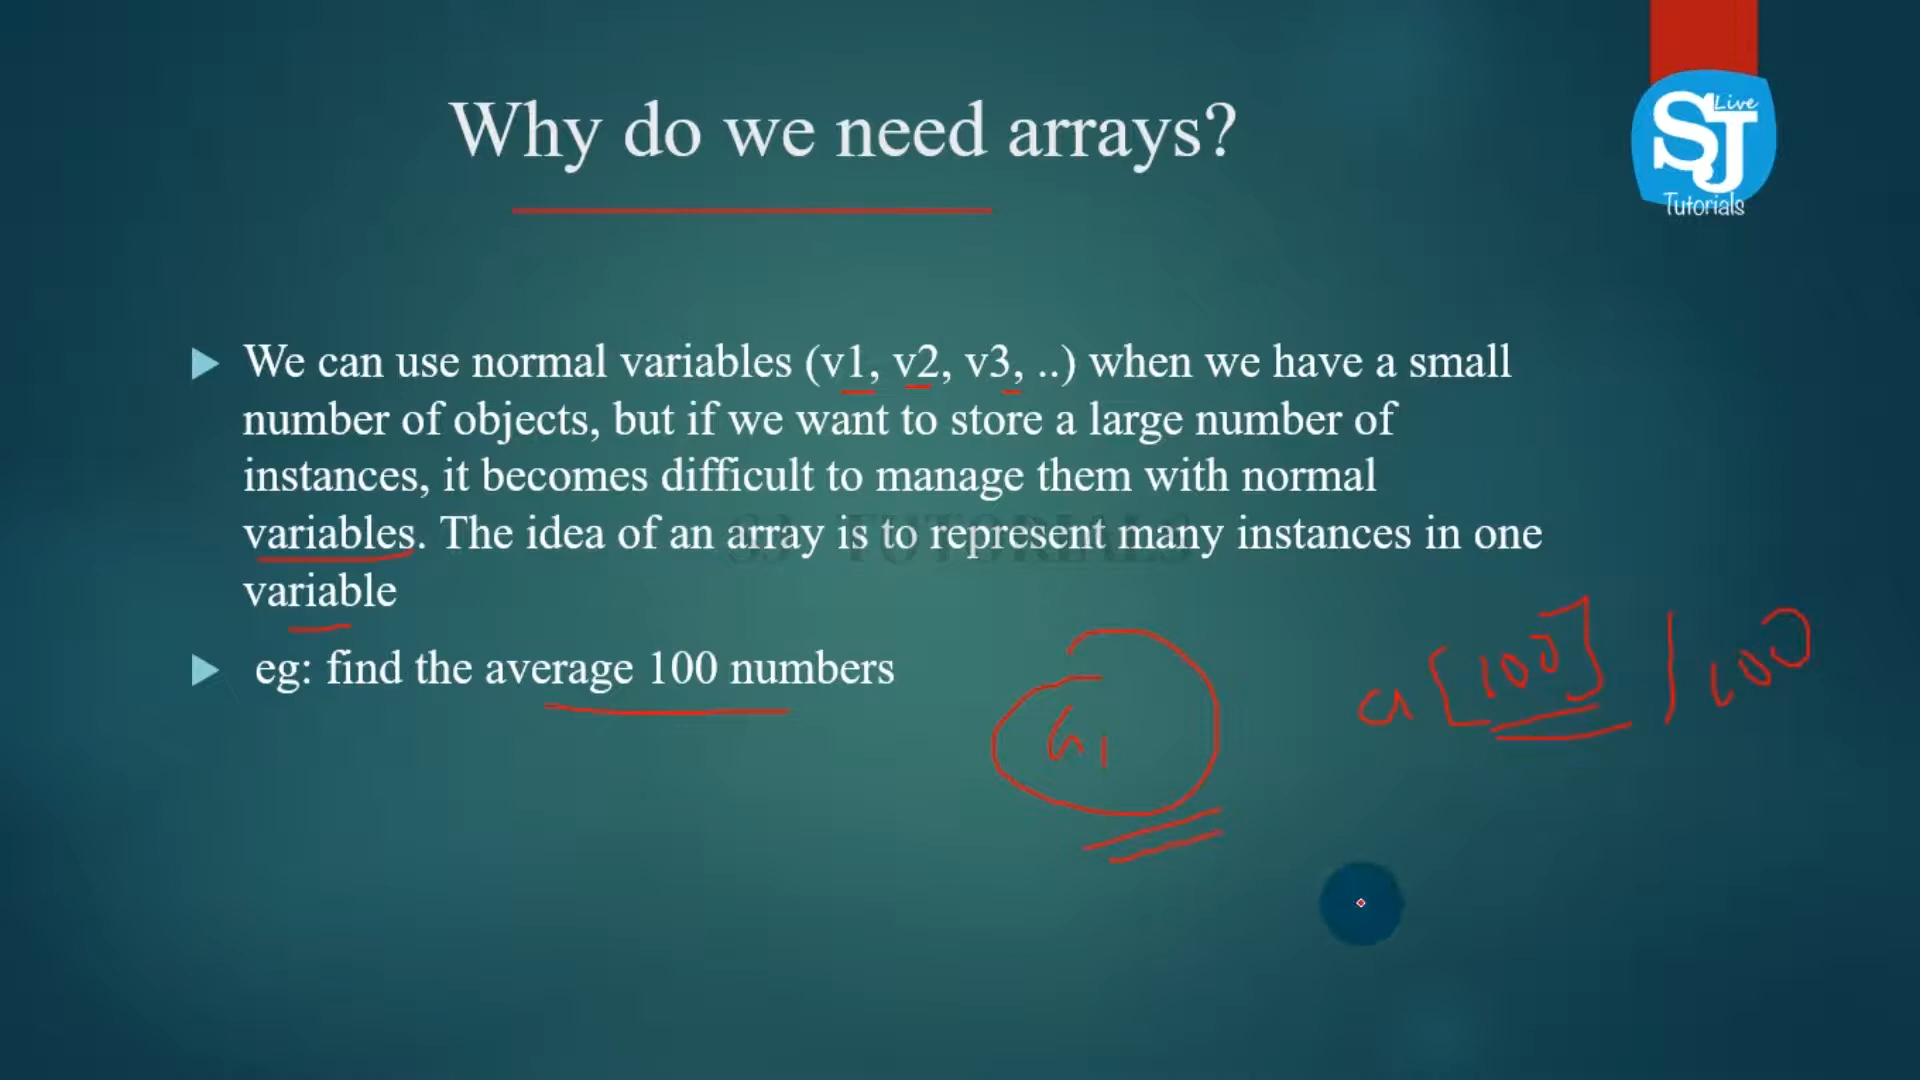 Why do we need arrays?
Live
SJ
Tutorials
We can use normal variables (v1, v2, v3, ..) when we have a small
number of objects, but if we want to store a large number of
instances, it becomes difficult to manage them with normal
variables. The idea of an array is to represent many instances in one
variable
SJ TUTORIALS
eg: find the average 100 numbers
a[100] / 100